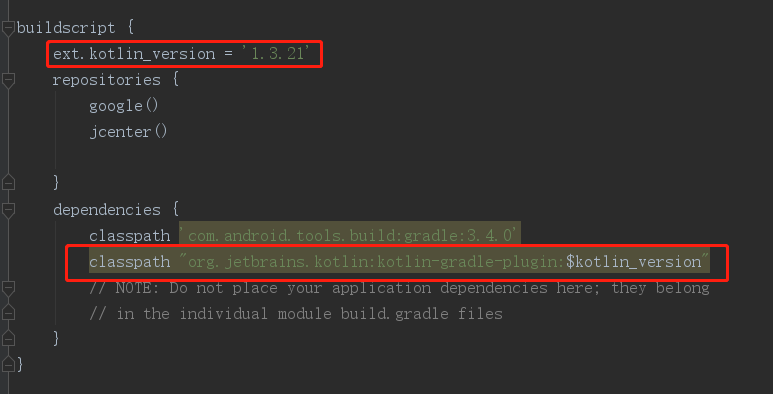 buildscript {
ext.kotlin_version = '1.3.21'
repositories {
google()
jcenter()
}
dependencies {
classpath 'com.android.tools.build:gradle:3.4.0'
classpath "org.jetbrains.kotlin:kotlin-gradle-plugin:$kotlin_version"
// NOTE: Do not place your application dependencies here; they belong
// in the individual module build.gradle files
}
}